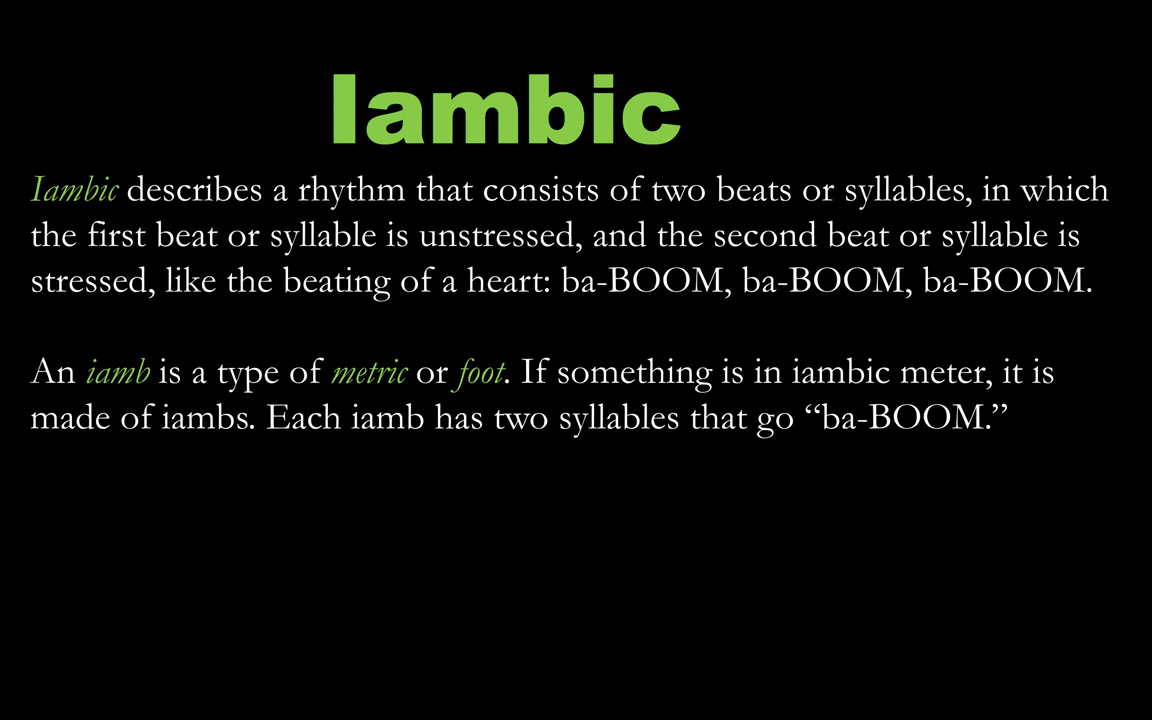 Iambic
Iambic describes a rhythm that consists of two beats or syllables, in which
the first beat or syllable is unstressed, and the second beat or syllable is
stressed, like the beating of a heart: ba-BOOM, ba-BOOM, ba-BOOM.
An iamb is a type of metric or foot. If something is in iambic meter, it is
made of iambs. Each iamb has two syllables that go “ba-BOOM.”